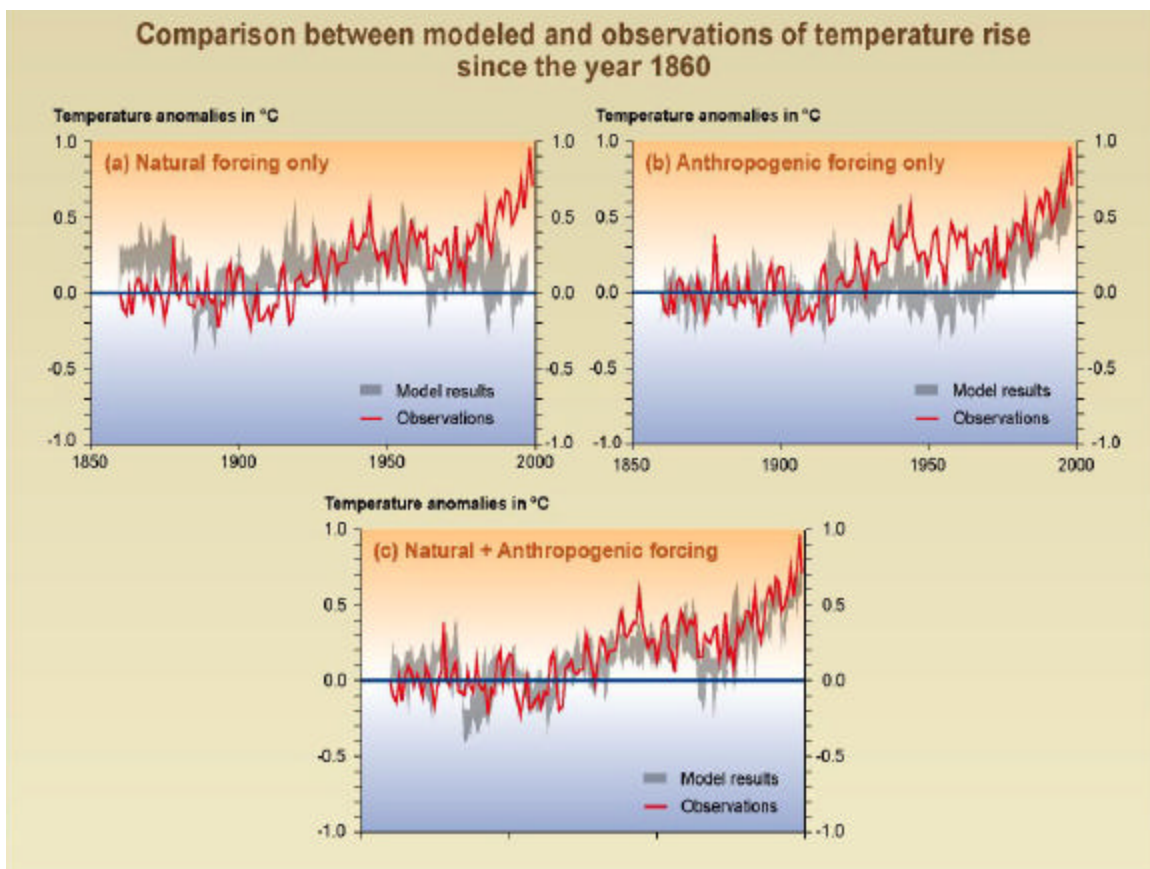 Comparison between modeled and observations of temperature rise
since the year 1860
Temperature anomalies in °C
(a) Natural forcing only
1.0
0.5
0.0
-0.5
-1.0
1.0
0.5
0.0
-0.5
-1.0
Model results
Observations
1850
1900
1950
2000
Temperature anomalies in °C
(b) Anthropogenic forcing only
1.0
0.5
0.0
-0.5
-1.0
1.0
0.5
0.0
-0.5
-1.0
Model results
Observations
1850
1900
1950
2000
Temperature anomalies in °C
(c) Natural + Anthropogenic forcing
1.0
0.5
0.0
-0.5
-1.0
1.0
0.5
0.0
-0.5
-1.0
Model results
Observations